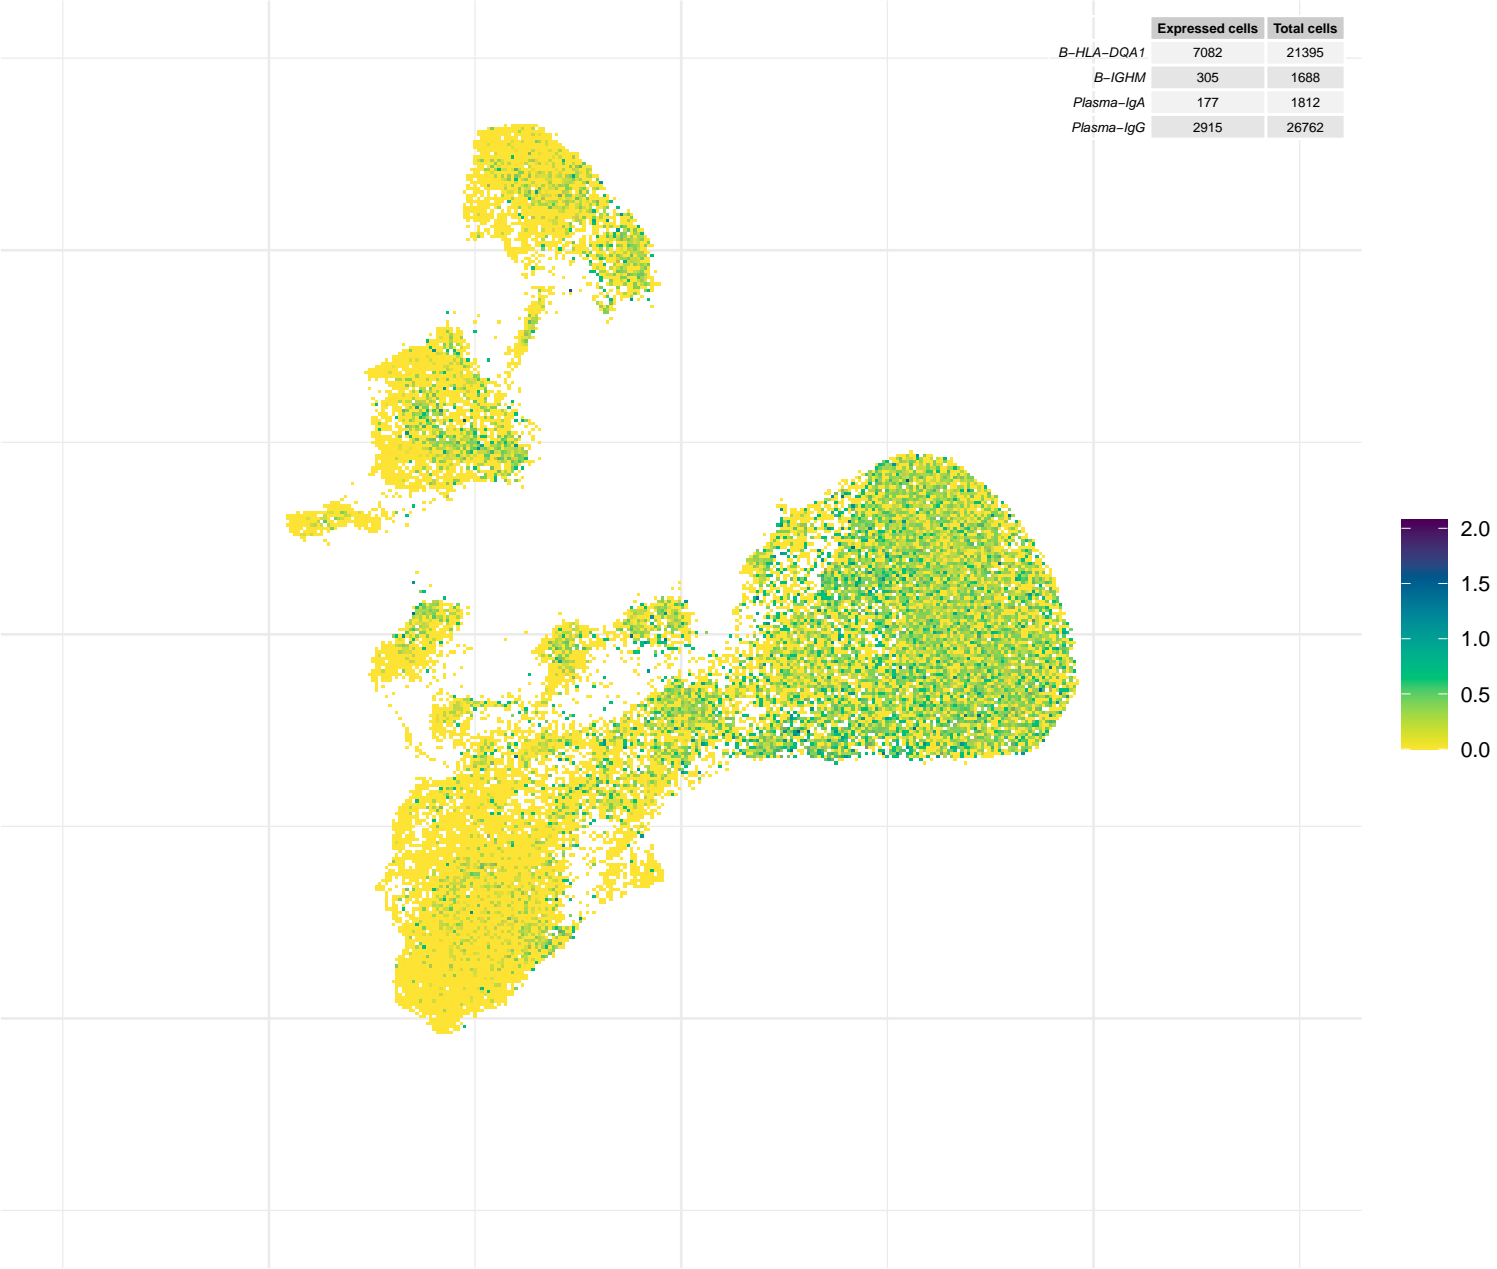 Expressed cells Total cells
B−HLA−DQA1 7082 21395
B−IGHM 305 1688
Plasma−IgA 177 1812
Plasma−IgG 2915 26762
2.0
1.5
1.0
0.5
0.0